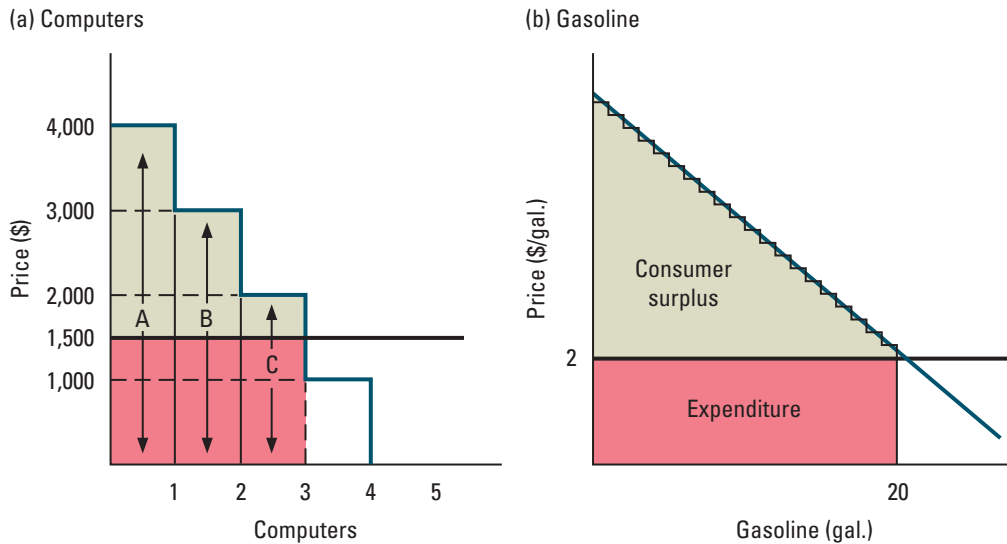 (a) Computers
Price ($)
4,000
3,000
2,000
1,500
1,000
A
B
C
1 2 3 4 5
Computers
(b) Gasoline
Price ($/gal.)
Consumer
surplus
2
Expenditure
20
Gasoline (gal.)